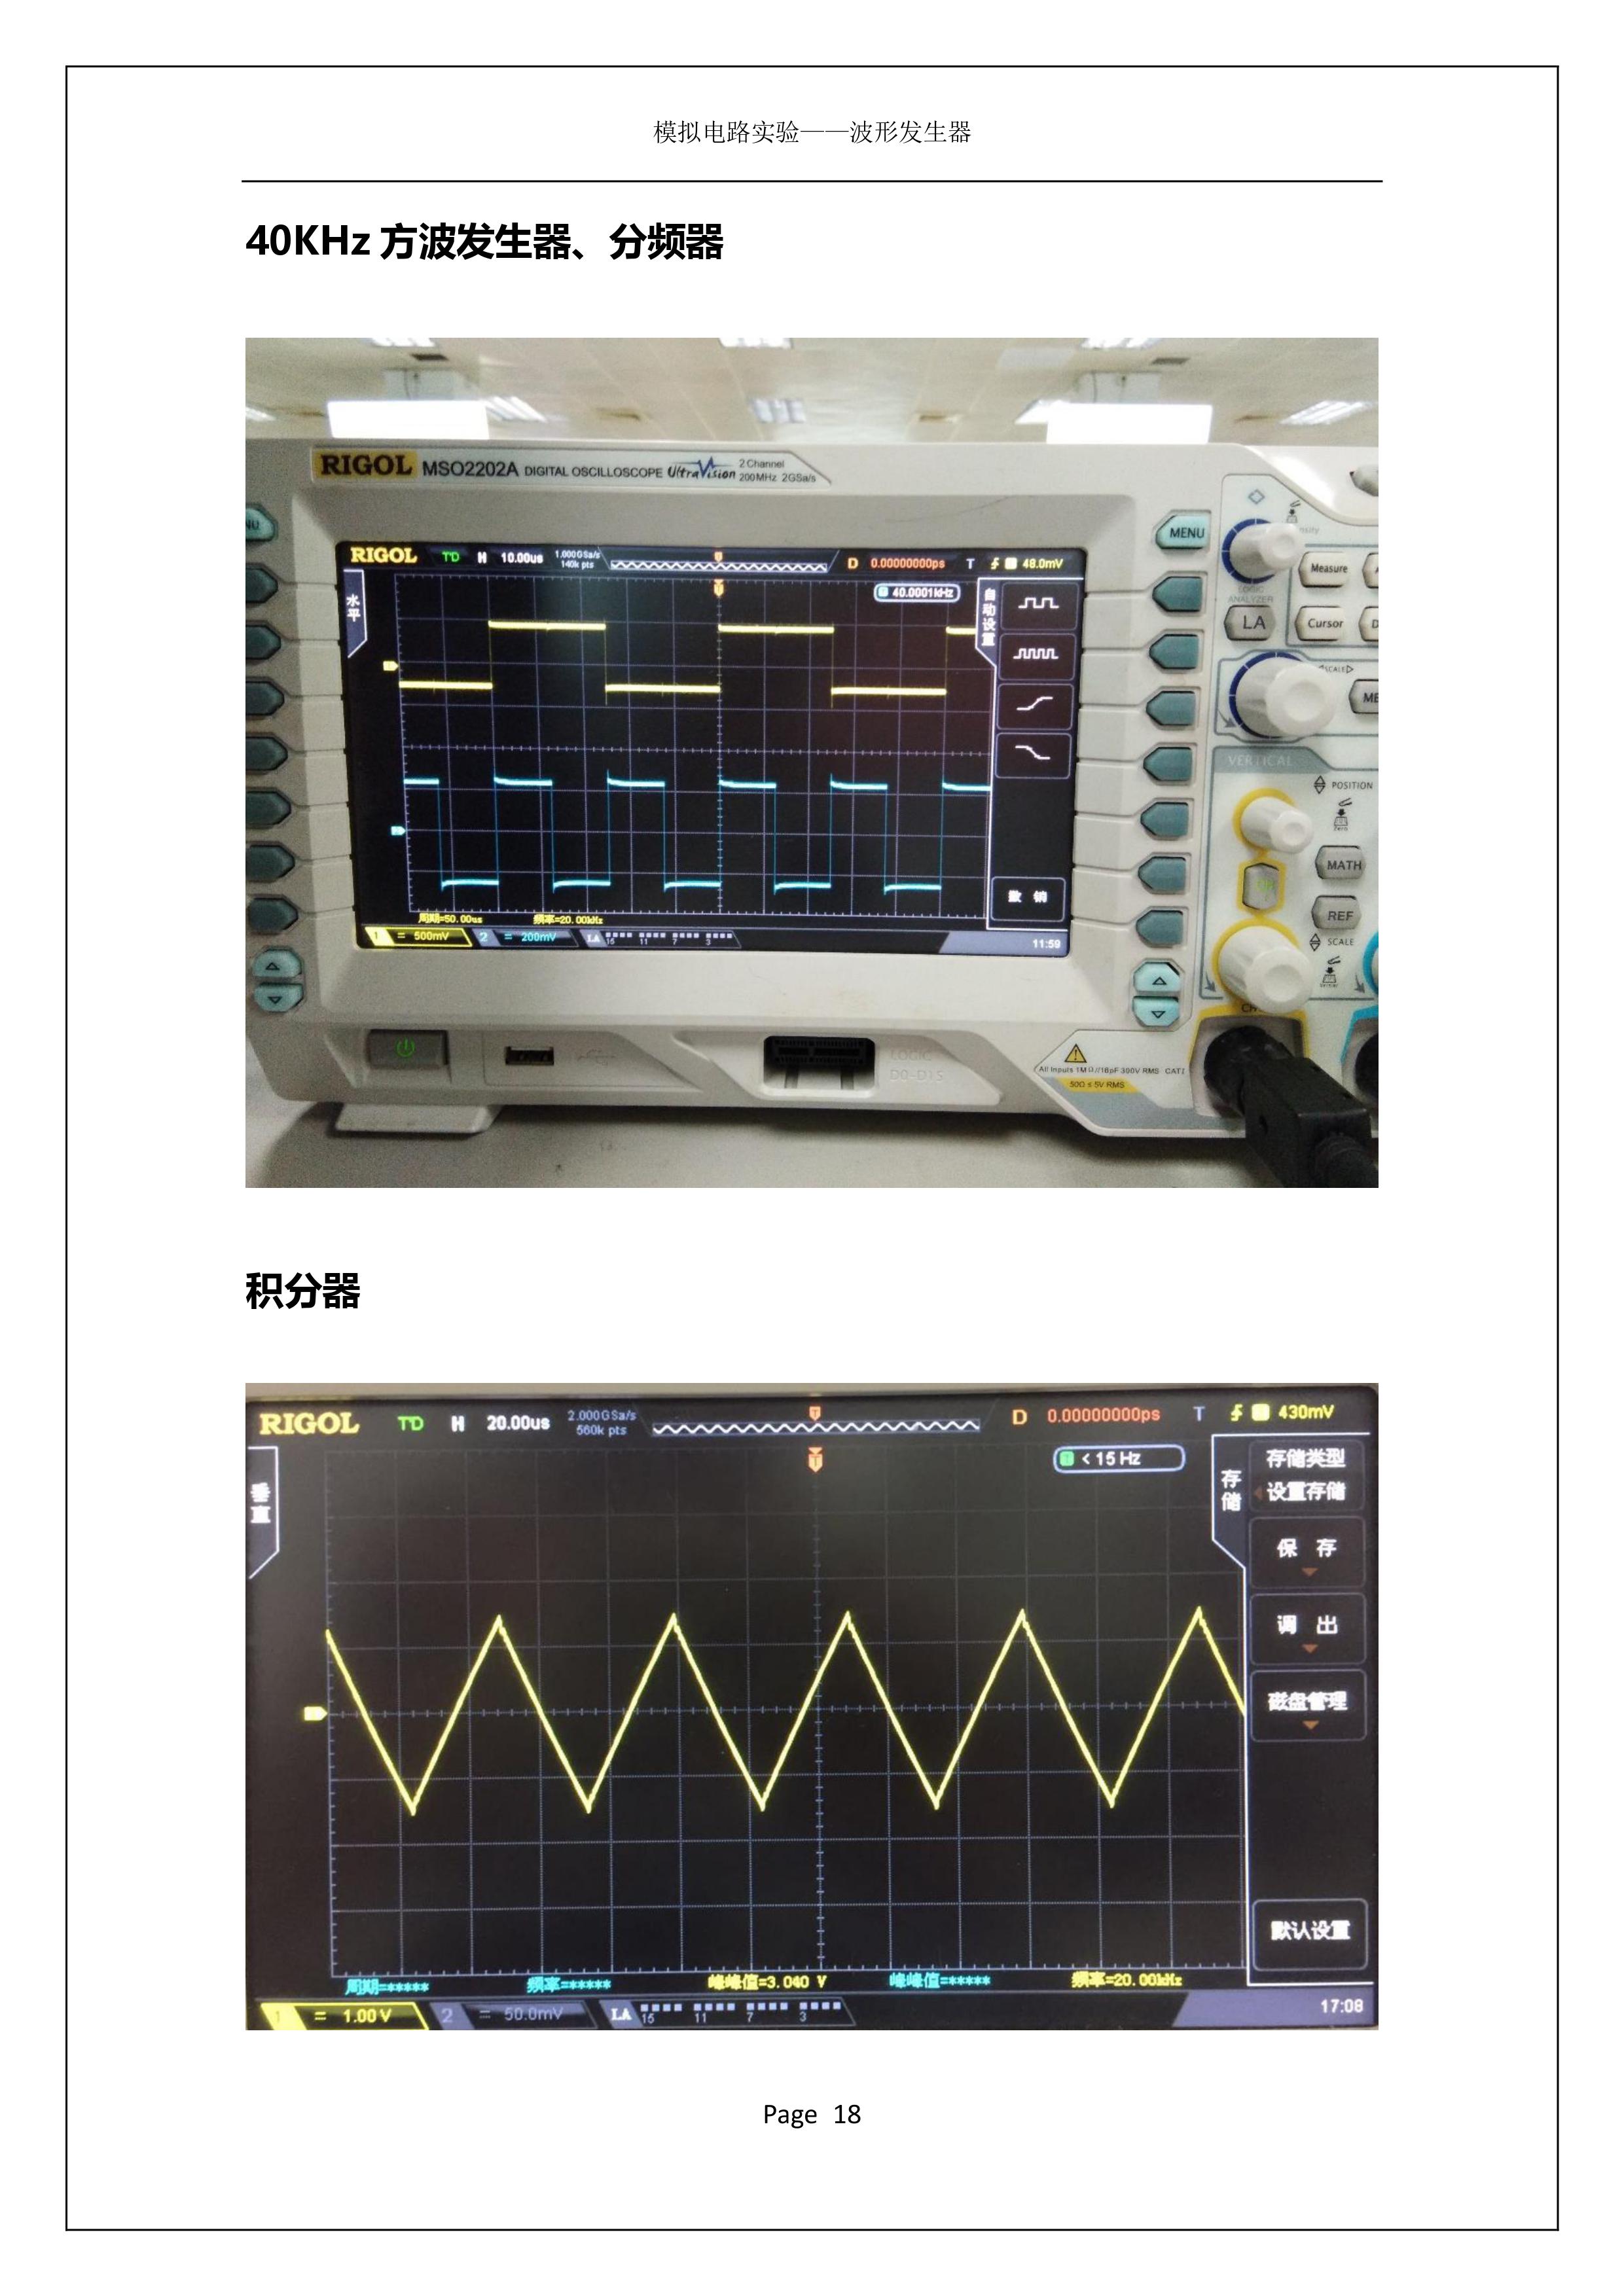 模拟电路实验——波形发生器
40KHz 方波发生器、分频器
RIGOL MSO2202A DIGITAL OSCILLOSCOPE UltraVision 2 Channel 200MHz 2GSa/s
RIGOL T'D H 10.00us 1.000GSa/s 140k pts D 0.00000000ps T 48.0mV
水平
40.0001kHz
自动设置
撤 销
周期=50.00us 频率=20.00kHz
1 = 500mV 2 = 200mV LA 15 11 7 3
11:59
MENU
Measure
ANALYZER
LA
Cursor
SCALE
VERTICAL
POSITION
MATH
REF
SCALE
LOGIC
D0-D15
All Inputs 1MΩ//16pF 300V RMS CAT I
50Ω ≤ 5V RMS
积分器
RIGOL T'D H 20.00us 2.000GSa/s 560k pts D 0.00000000ps T 430mV
垂直
< 15 Hz
存储
存储类型
设置存储
保 存
调 出
磁盘管理
默认设置
周期=***** 频率=***** 峰峰值=3.040 V 峰峰值=***** 频率=20.00kHz
1 = 1.00 V 2 = 50.0mV LA 15 11 7 3
17:08
Page 18